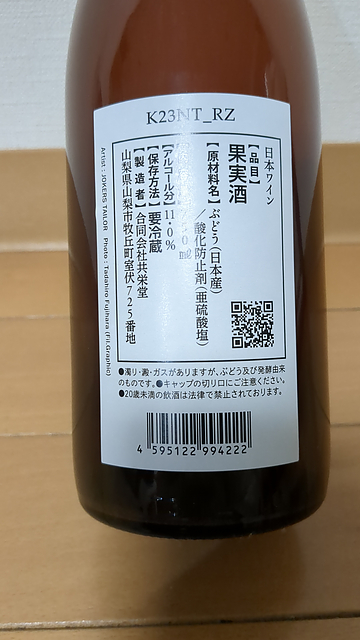 K23NT_RZ
日本ワイン
【品目】
果実酒
【原材料名】ぶどう(日本産)
／酸化防止剤(亜硫酸塩)
750㎖
【アルコール分】11.0%
【保存方法】要冷蔵
【製造者】合同会社共栄堂
山梨県山梨市牧丘町室伏725番地
Artist : JOKERS TAILOR Photo : Tadahiro Fujihara (Fii.Graphic)
●濁り・澱・ガスがありますが、ぶどう及び発酵由来
のものです。●キャップの切り口にご注意ください。
●20歳未満の飲酒は法律で禁止されております。
4 595122 994222